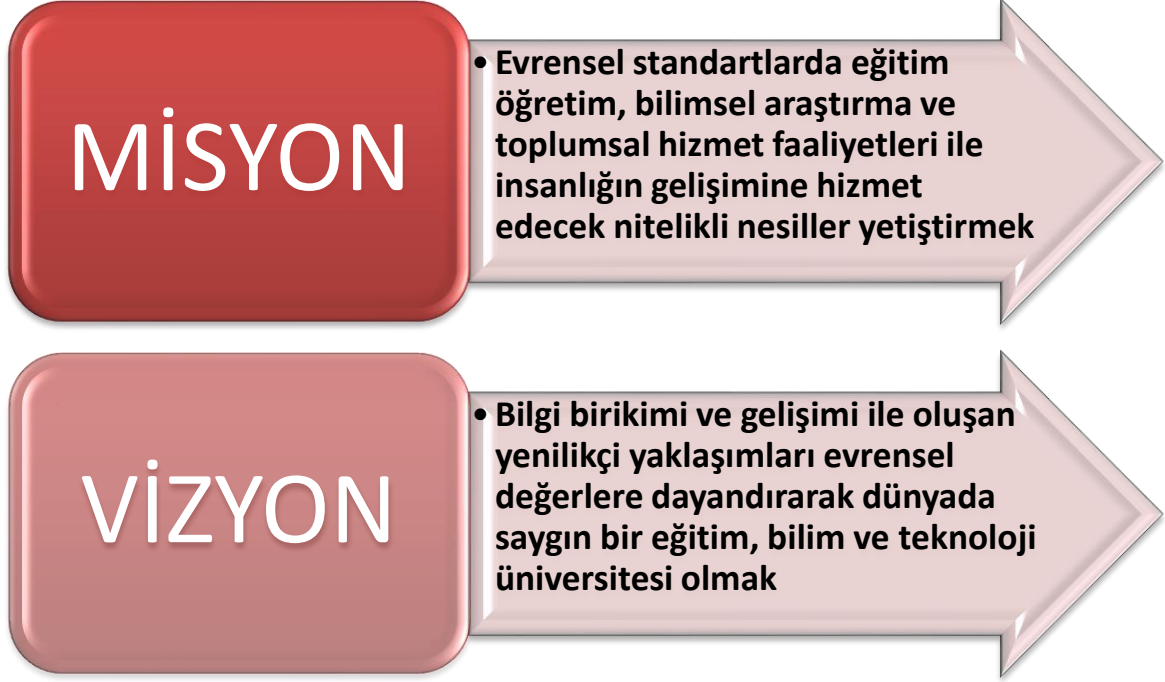 MİSYON
• Evrensel standartlarda eğitim
öğretim, bilimsel araştırma ve
toplumsal hizmet faaliyetleri ile
insanlığın gelişimine hizmet
edecek nitelikli nesiller yetiştirmek
VİZYON
• Bilgi birikimi ve gelişimi ile oluşan
yenilikçi yaklaşımları evrensel
değerlere dayandırarak dünyada
saygın bir eğitim, bilim ve teknoloji
üniversitesi olmak